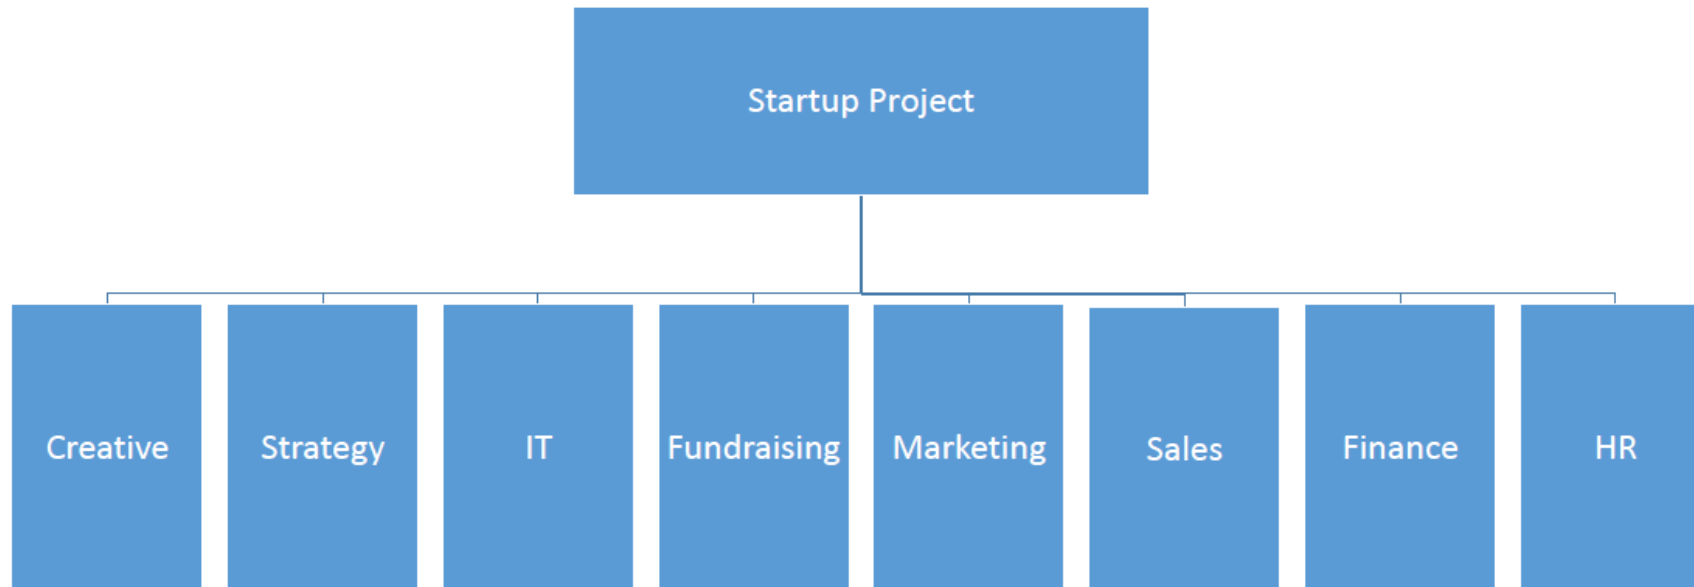 Startup Project
Creative
Strategy
IT
Fundraising
Marketing
Sales
Finance
HR